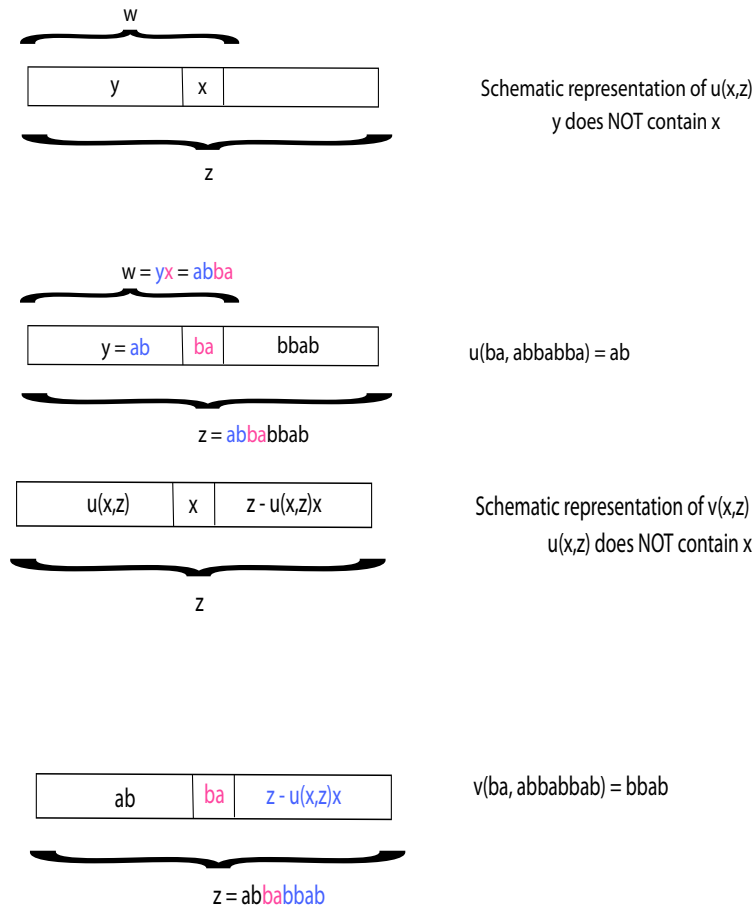 w
y x
Schematic representation of u(x,z)
y does NOT contain x
z
w = yx = abba
y = ab ba bbab
u(ba, abbabba) = ab
z = abbabbab
u(x,z) x z - u(x,z)x
Schematic representation of v(x,z)
u(x,z) does NOT contain x
z
ab ba z - u(x,z)x
v(ba, abbabbab) = bbab
z = abbabbab